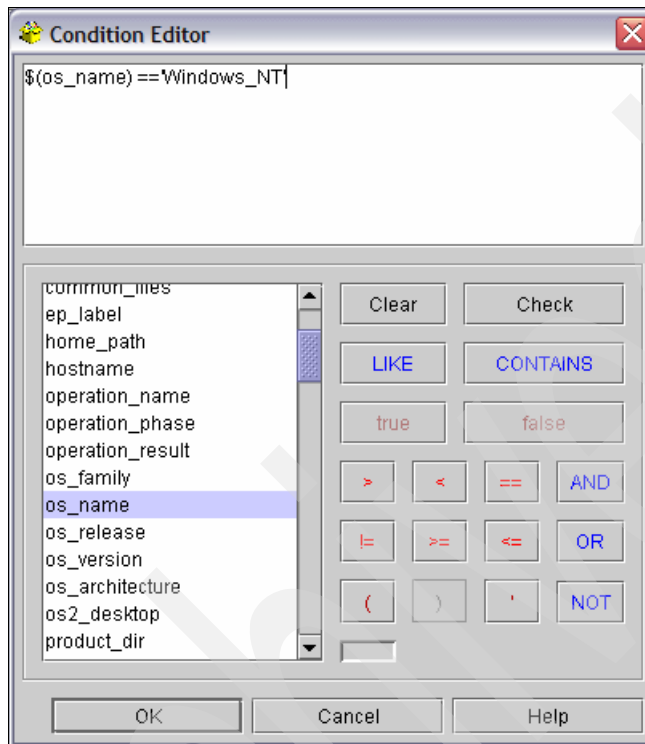 Condition Editor
$(os_name) =='Windows_NT'
common_files
ep_label
home_path
hostname
operation_name
operation_phase
operation_result
os_family
os_name
os_release
os_version
os_architecture
os2_desktop
product_dir
Clear Check
LIKE CONTAINS
true false
> < == AND
!= >= <= OR
( ) ' NOT
OK Cancel Help